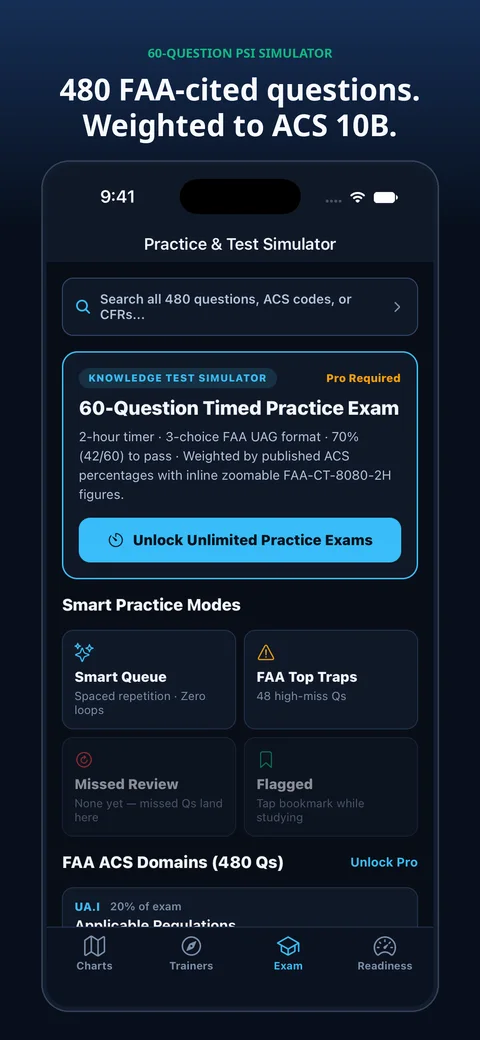 60-QUESTION PSI SIMULATOR
480 FAA-cited questions.
Weighted to ACS 10B.
9:41
Practice & Test Simulator
Search all 480 questions, ACS codes, or
CFRs...
KNOWLEDGE TEST SIMULATOR
Pro Required
60-Question Timed Practice Exam
2-hour timer · 3-choice FAA UAG format · 70%
(42/60) to pass · Weighted by published ACS
percentages with inline zoomable FAA-CT-8080-2H
figures.
Unlock Unlimited Practice Exams
Smart Practice Modes
Smart Queue
Spaced repetition · Zero
loops
FAA Top Traps
48 high-miss Qs
Missed Review
None yet — missed Qs land
here
Flagged
Tap bookmark while
studying
FAA ACS Domains (480 Qs)
Unlock Pro
UA.I 20% of exam
Applicable Regulations
Charts
Trainers
Exam
Readiness